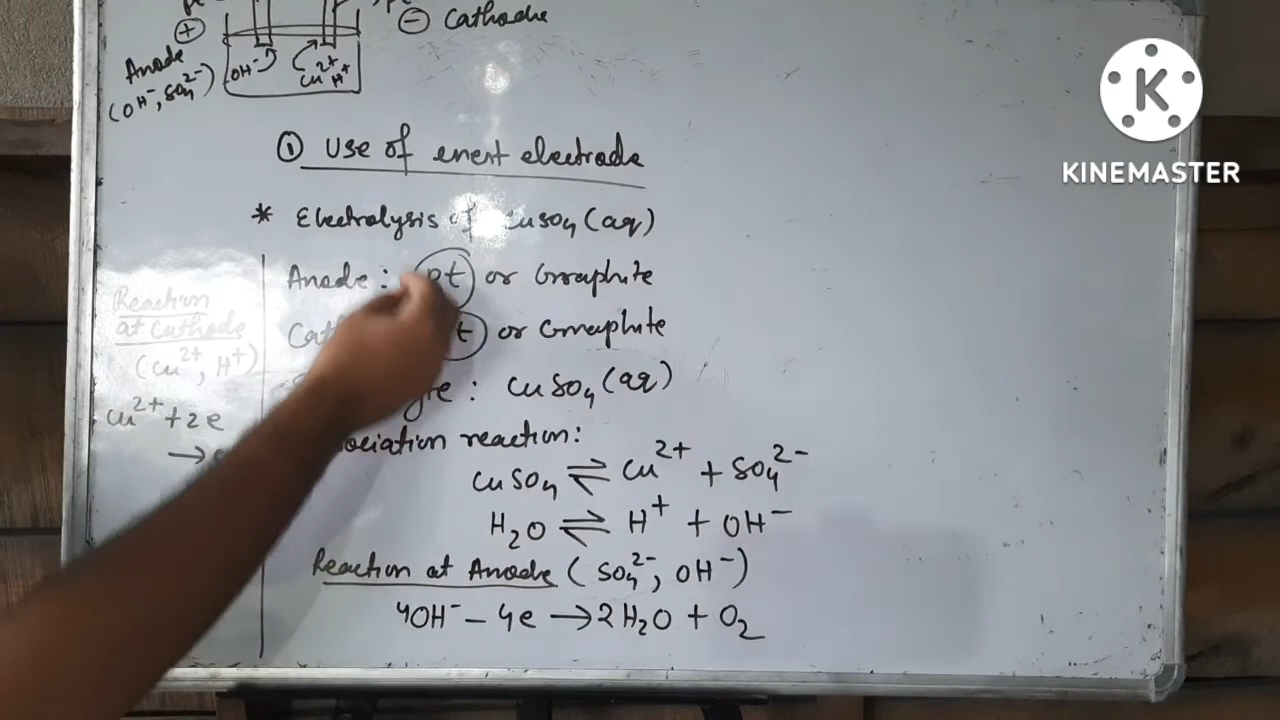 ⊕
⊖ Cathode
Anode
(OH⁻, SO₄²⁻)
OH⁻
Cu²⁺
H⁺
① Use of enert electrode
* Electrolysis of CuSO₄(aq)
Anode: Pt or Graphite
or Graphite
: CuSO₄(aq)
reaction:
CuSO₄ ⇌ Cu²⁺ + SO₄²⁻
H₂O ⇌ H⁺ + OH⁻
Reaction at Anode (SO₄²⁻, OH⁻)
4OH⁻ – 4e → 2H₂O + O₂
Reaction
at Cathode
(Cu²⁺, H⁺)
Cu²⁺ + 2e
→
K
KINEMASTER